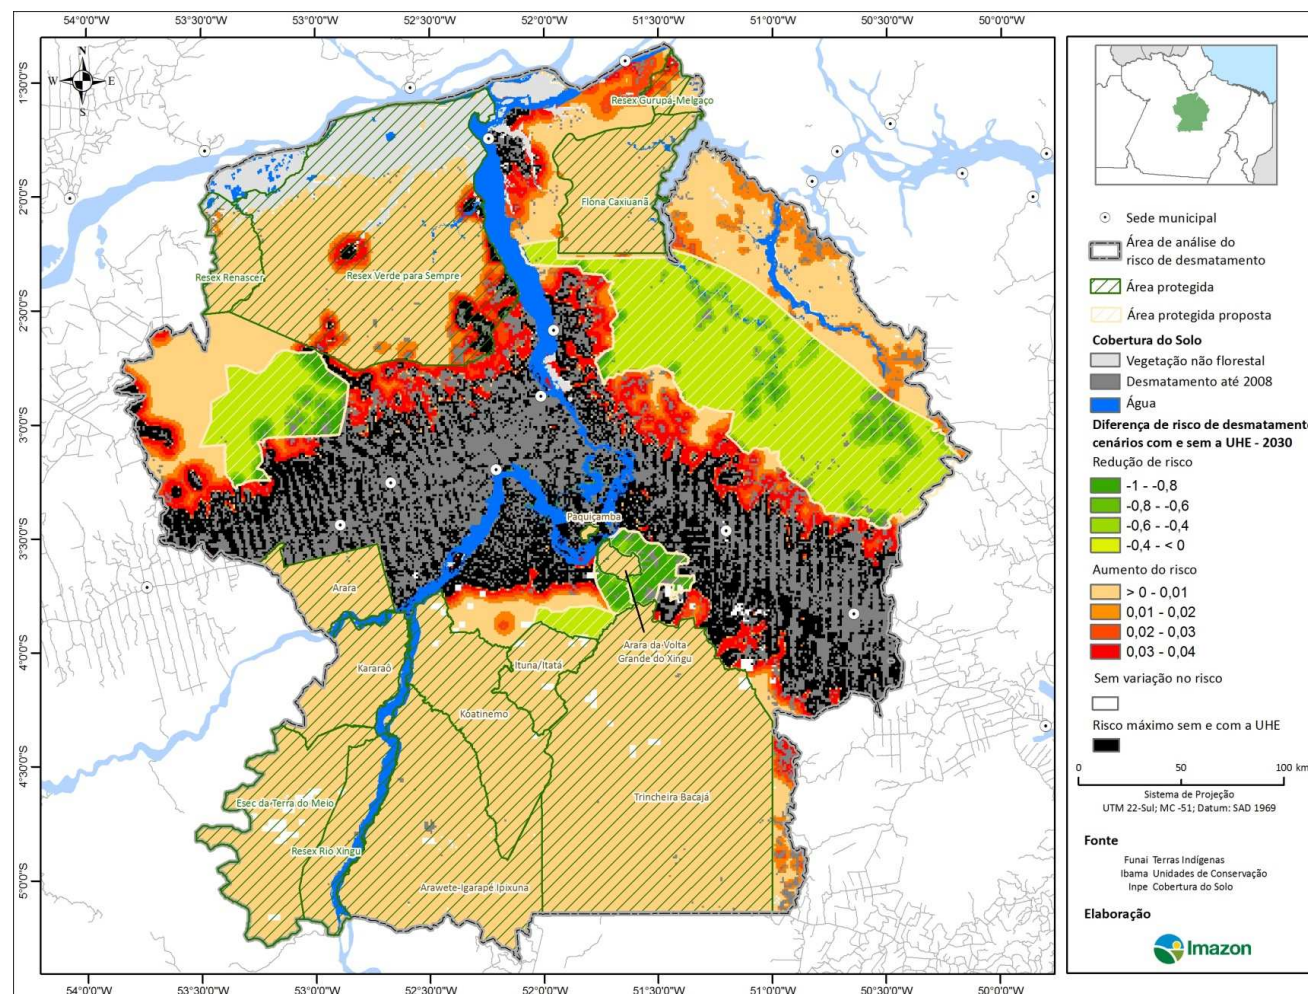 54°0'0"W 53°30'0"W 53°0'0"W 52°0'0"W 51°30'0"W 51°0'0"W 50°30'0"W 50°0'0"W
N
W E
S
1°30'0"S
2°0'0"S
2°30'0"S
3°0'0"S
3°30'0"S
4°0'0"S
4°30'0"S
5°0'0"S
Resex Gurupá-Melgaço
Flona Caxiuanã
Resex Renascer
Resex Verde para Sempre
Paquiçamba
Arara
Arara da Volta
Grande do Xingu
Kararaô
Ituna/Itatá
Koatinemo
Trincheira Bacajá
Esec da Terra do Meio
Resex Rio Xingu
Arawete-Igarapé Ipixuna
54°0'0"W 53°30'0"W 53°0'0"W 52°30'0"W 52°0'0"W 51°30'0"W 51°0'0"W 50°30'0"W 50°0'0"W
Sede municipal
Área de análise do
risco de desmatamento
Área protegida
Área protegida proposta
Cobertura do Solo
Vegetação não florestal
Desmatamento até 2008
Água
Diferença de risco de desmatamento
cenários com e sem a UHE - 2030
Redução de risco
-1 - -0,8
-0,8 - -0,6
-0,6 - -0,4
-0,4 - < 0
Aumento do risco
> 0 - 0,01
0,01 - 0,02
0,02 - 0,03
0,03 - 0,04
Sem variação no risco
Risco máximo sem e com a UHE
0 50 100 km
Sistema de Projeção
UTM 22-Sul; MC -51; Datum: SAD 1969
Fonte
Funai Terras Indígenas
Ibama Unidades de Conservação
Inpe Cobertura do Solo
Elaboração
Imazon